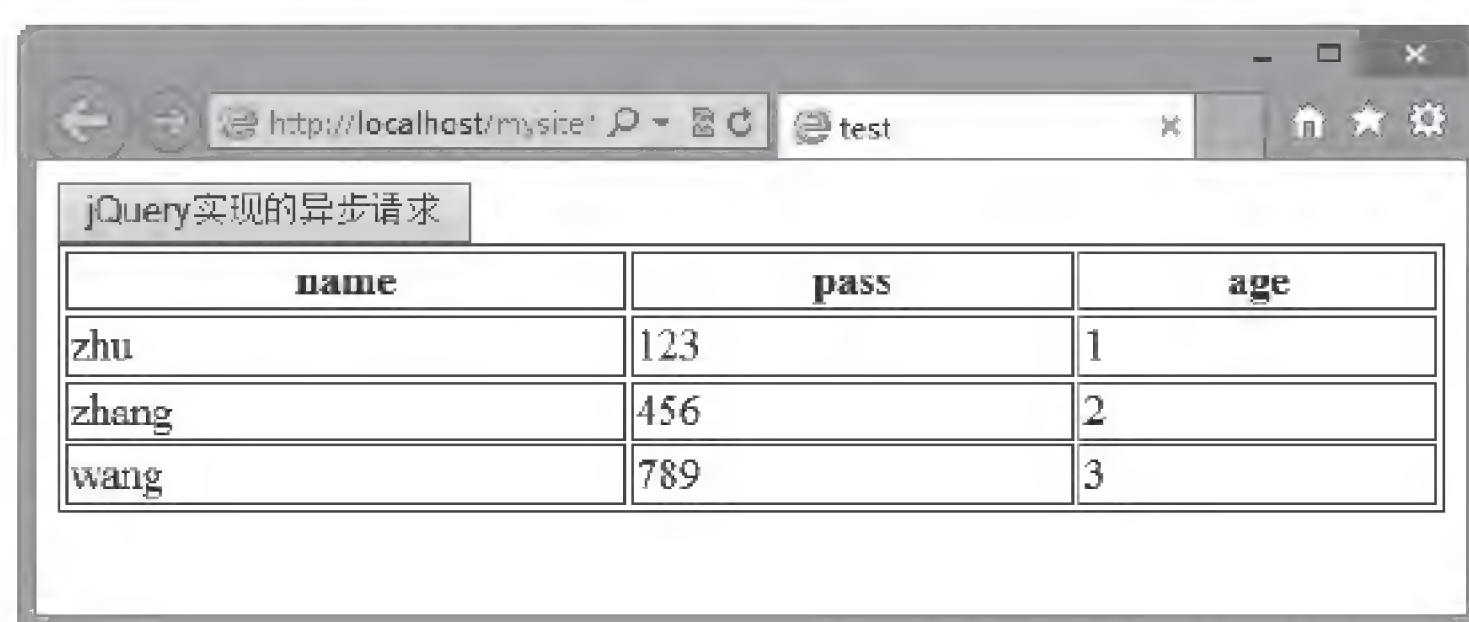 http://localhost/mysite
test
jQuery实现的异步请求
name pass age
zhu 123 1
zhang 456 2
wang 789 3